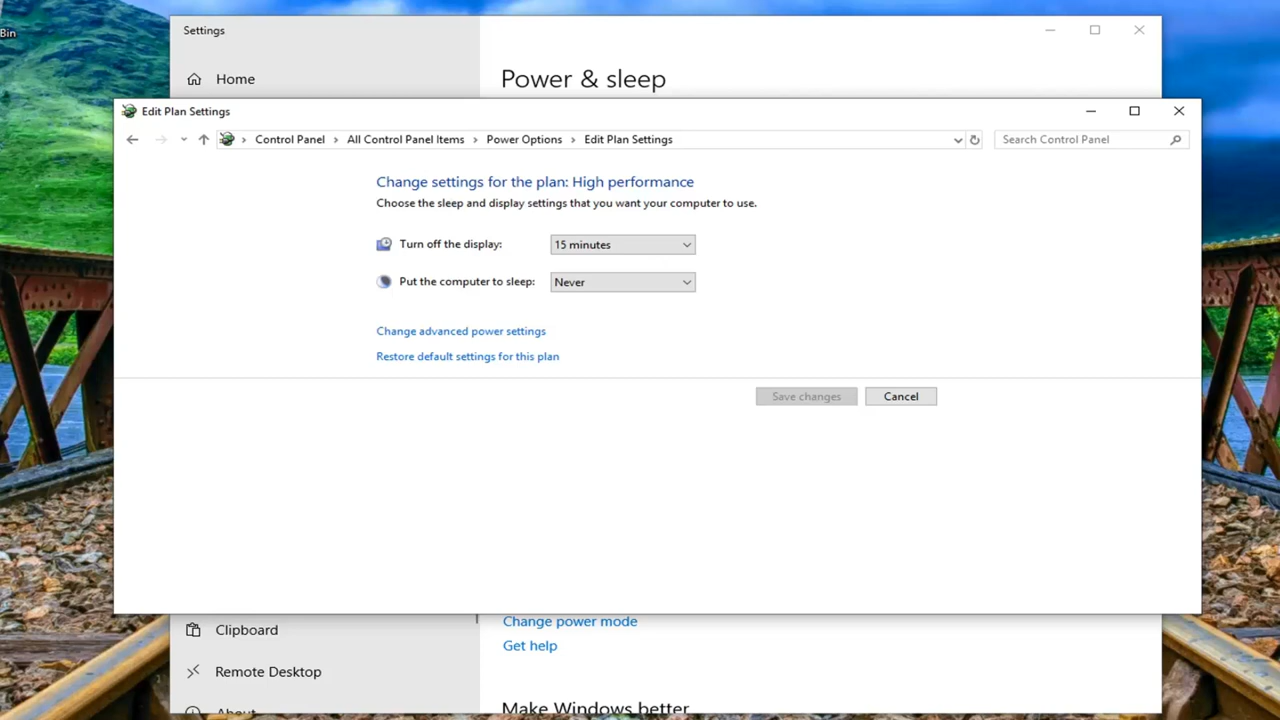 Bin
Settings
Home
Power & sleep
Edit Plan Settings
Control Panel > All Control Panel Items > Power Options > Edit Plan Settings
Search Control Panel
Change settings for the plan: High performance
Choose the sleep and display settings that you want your computer to use.
Turn off the display: 15 minutes
Put the computer to sleep: Never
Change advanced power settings
Restore default settings for this plan
Save changes Cancel
Change power mode
Clipboard
Get help
Remote Desktop
About
Make Windows better